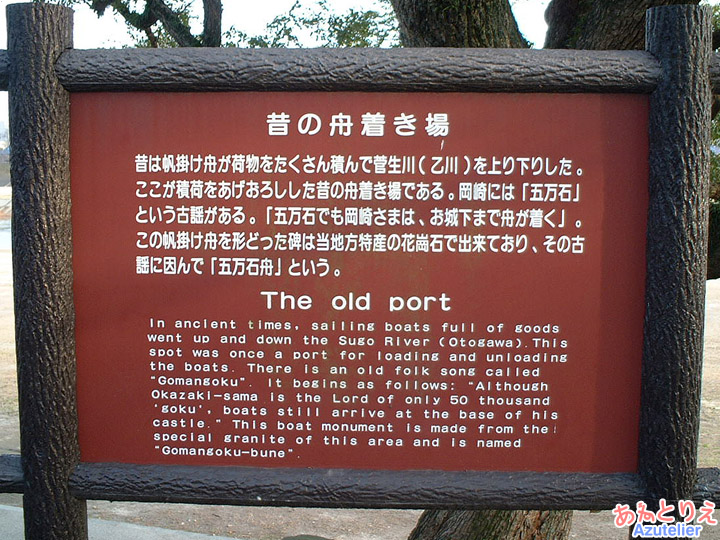 昔の舟着き場
昔は帆掛け舟が荷物をたくさん積んで菅生川(乙川)を上り下りした。
ここが積荷をあげおろしした昔の舟着き場である。岡崎には「五万石」
という古謡がある。「五万石でも岡崎さまは、お城下まで舟が着く」。
この帆掛け舟を形どった碑は当地方特産の花崗石で出来ており、その古
謡に因んで「五万石舟」という。
The old port
In ancient times, sailing boats full of goods
went up and down the Sugo River (Otogawa). This
spot was once a port for loading and unloading
the boats. There is an old folk song called
"Gomangoku". It begins as follows: "Although
Okazaki-sama is the Lord of only 50 thousand
'goku', boats still arrive at the base of his
castle." This boat monument is made from the
special granite of this area and is named
"Gomangoku-bune".
あねとりえ
Azutelier